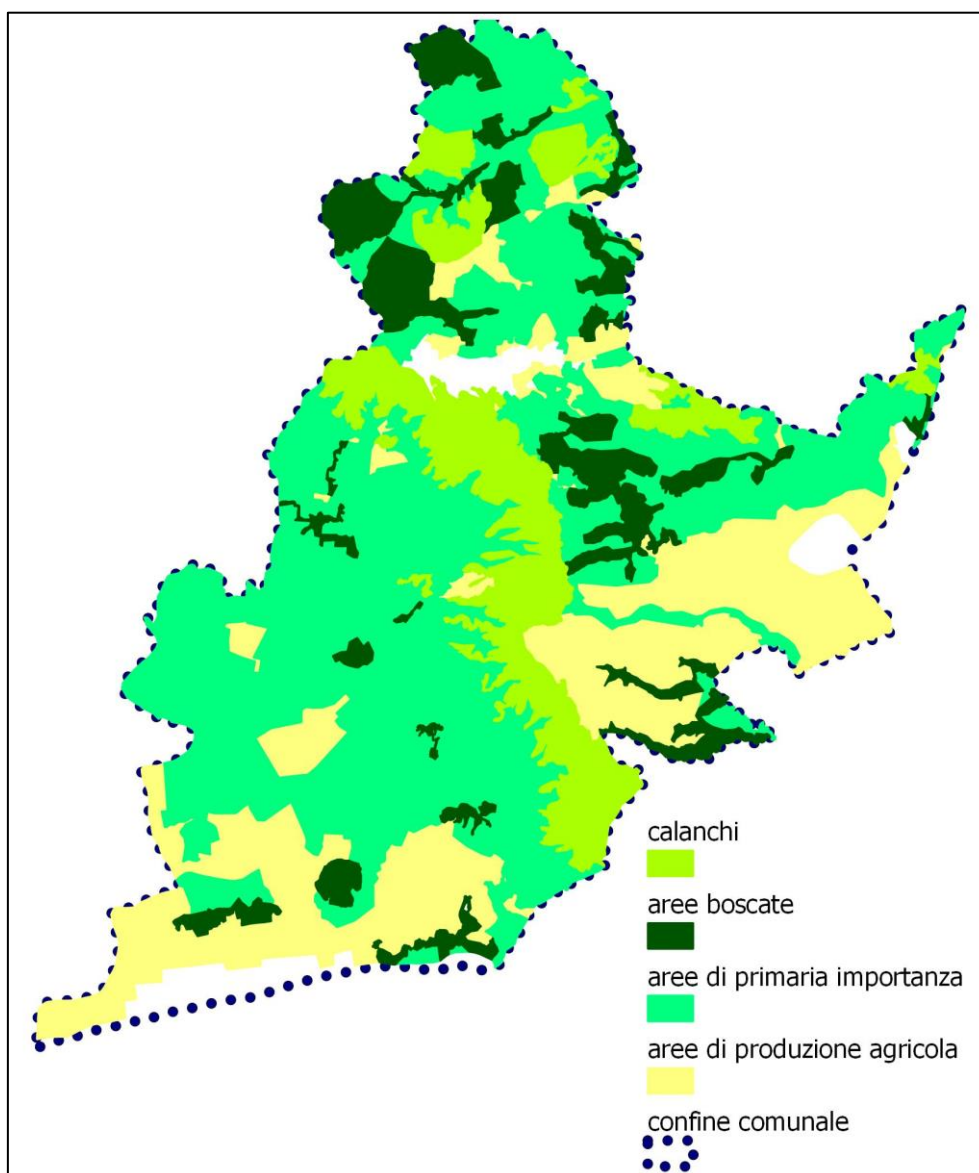 calanchi
aree boscate
aree di primaria importanza
aree di produzione agricola
confine comunale